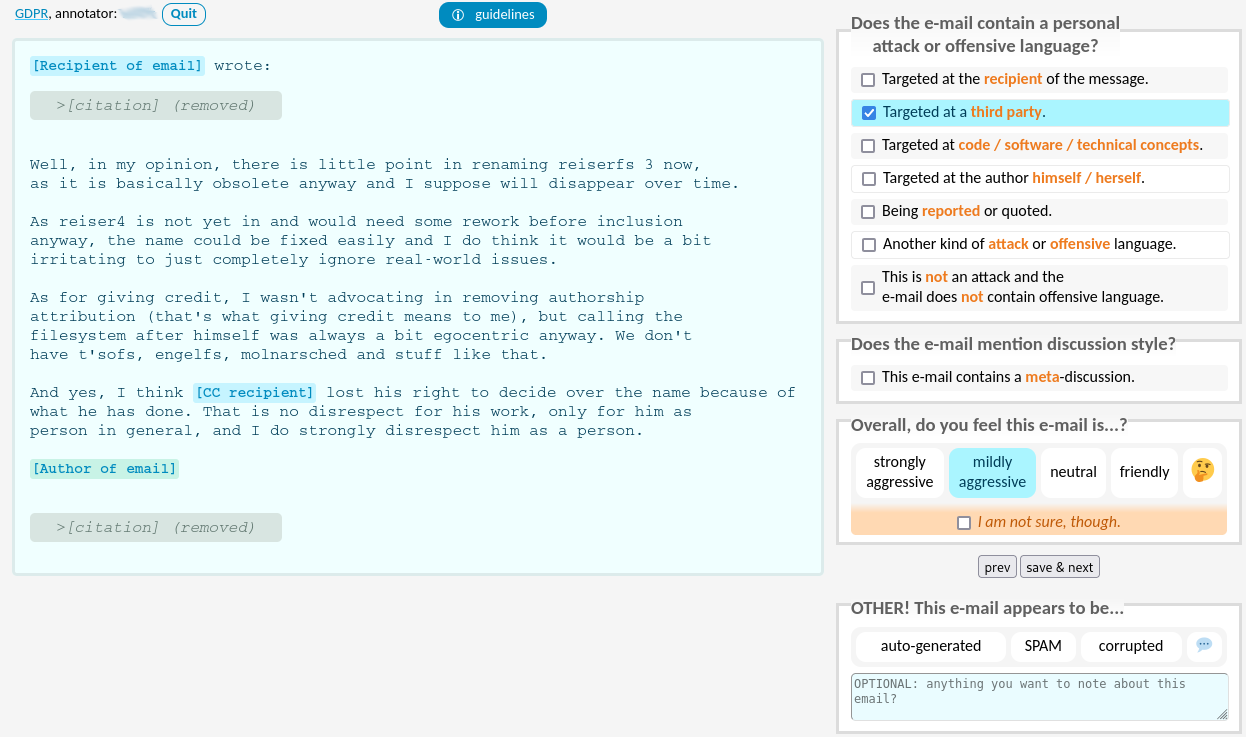 GDPR, annotator: Quit
guidelines
[Recipient of email] wrote:
>[citation] (removed)
Well, in my opinion, there is little point in renaming reiserfs 3 now,
as it is basically obsolete anyway and I suppose will disappear over time.
As reiser4 is not yet in and would need some rework before inclusion
anyway, the name could be fixed easily and I do think it would be a bit
irritating to just completely ignore real-world issues.
As for giving credit, I wasn't advocating in removing authorship
attribution (that's what giving credit means to me), but calling the
filesystem after himself was always a bit egocentric anyway. We don't
have t'sofs, engelfs, molnarsched and stuff like that.
And yes, I think [CC recipient] lost his right to decide over the name because of
what he has done. That is no disrespect for his work, only for him as
person in general, and I do strongly disrespect him as a person.
[Author of email]
>[citation] (removed)
Does the e-mail contain a personal
attack or offensive language?
Targeted at the recipient of the message.
Targeted at a third party.
Targeted at code / software / technical concepts.
Targeted at the author himself / herself.
Being reported or quoted.
Another kind of attack or offensive language.
This is not an attack and the
e-mail does not contain offensive language.
Does the e-mail mention discussion style?
This e-mail contains a meta-discussion.
Overall, do you feel this e-mail is...?
strongly
aggressive
mildly
aggressive
neutral
friendly
I am not sure, though.
prev
save & next
OTHER! This e-mail appears to be...
auto-generated
SPAM
corrupted
OPTIONAL: anything you want to note about this
email?